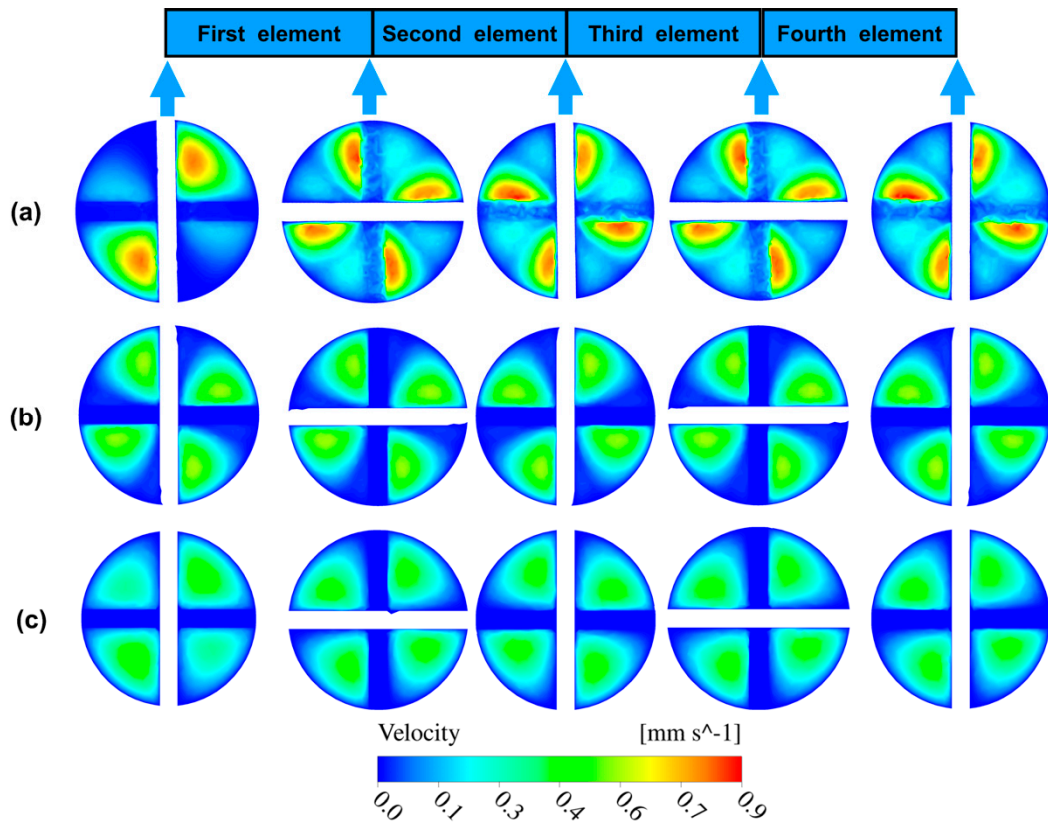 First element Second element Third element Fourth element
(a)
(b)
(c)
Velocity [mm s^-1]
0.0 0.1 0.3 0.4 0.6 0.7 0.9